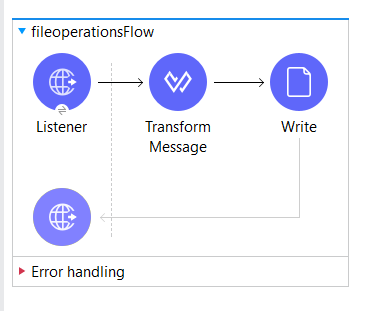 fileoperationsFlow
Listener
Transform
Message
Write
Error handling